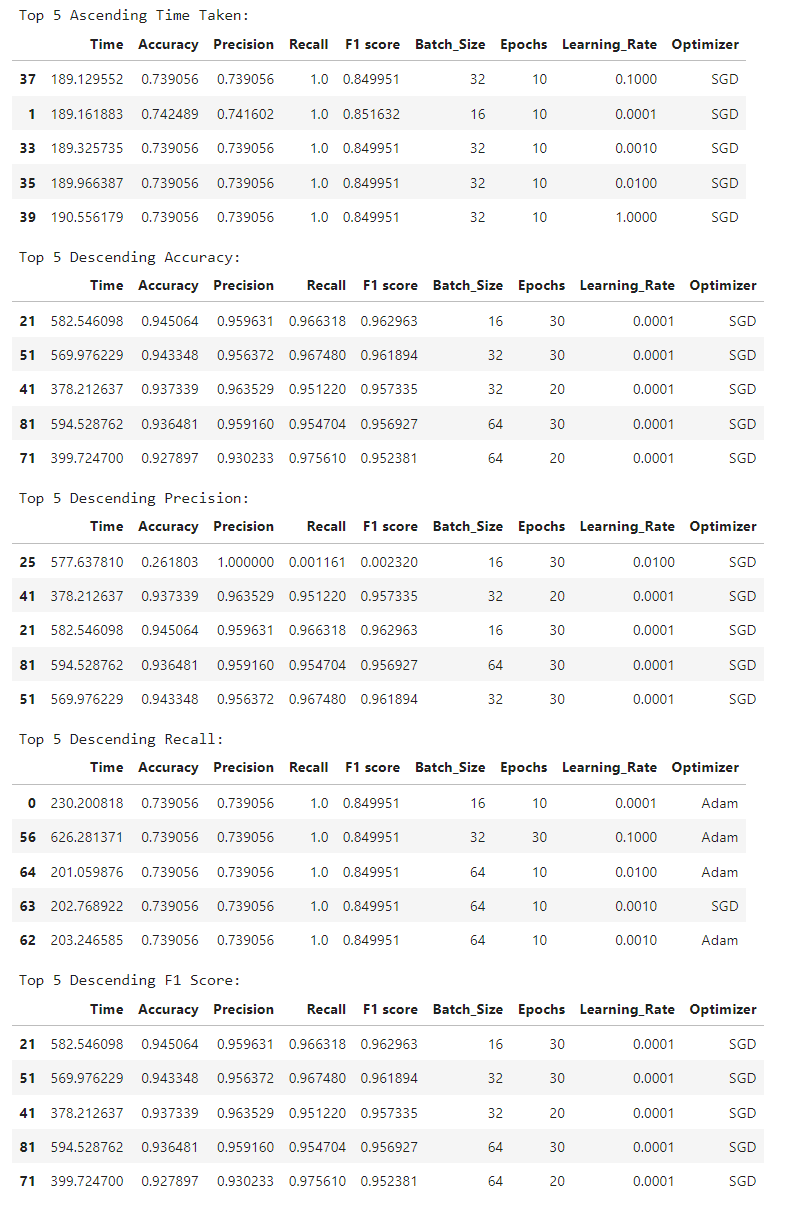 Top 5 Ascending Time Taken:
Time Accuracy Precision Recall F1 score Batch_Size Epochs Learning_Rate Optimizer
37 189.129552 0.739056 0.739056 1.0 0.849951 32 10 0.1000 SGD
1 189.161883 0.742489 0.741602 1.0 0.851632 16 10 0.0001 SGD
33 189.325735 0.739056 0.739056 1.0 0.849951 32 10 0.0010 SGD
35 189.966387 0.739056 0.739056 1.0 0.849951 32 10 0.0100 SGD
39 190.556179 0.739056 0.739056 1.0 0.849951 32 10 1.0000 SGD
Top 5 Descending Accuracy:
Time Accuracy Precision Recall F1 score Batch_Size Epochs Learning_Rate Optimizer
21 582.546098 0.945064 0.959631 0.966318 0.962963 16 30 0.0001 SGD
51 569.976229 0.943348 0.956372 0.967480 0.961894 32 30 0.0001 SGD
41 378.212637 0.937339 0.963529 0.951220 0.957335 32 20 0.0001 SGD
81 594.528762 0.936481 0.959160 0.954704 0.956927 64 30 0.0001 SGD
71 399.724700 0.927897 0.930233 0.975610 0.952381 64 20 0.0001 SGD
Top 5 Descending Precision:
Time Accuracy Precision Recall F1 score Batch_Size Epochs Learning_Rate Optimizer
25 577.637810 0.261803 1.000000 0.001161 0.002320 16 30 0.0100 SGD
41 378.212637 0.937339 0.963529 0.951220 0.957335 32 20 0.0001 SGD
21 582.546098 0.945064 0.959631 0.966318 0.962963 16 30 0.0001 SGD
81 594.528762 0.936481 0.959160 0.954704 0.956927 64 30 0.0001 SGD
51 569.976229 0.943348 0.956372 0.967480 0.961894 32 30 0.0001 SGD
Top 5 Descending Recall:
Time Accuracy Precision Recall F1 score Batch_Size Epochs Learning_Rate Optimizer
0 230.200818 0.739056 0.739056 1.0 0.849951 16 10 0.0001 Adam
56 626.281371 0.739056 0.739056 1.0 0.849951 32 30 0.1000 Adam
64 201.059876 0.739056 0.739056 1.0 0.849951 64 10 0.0100 Adam
63 202.768922 0.739056 0.739056 1.0 0.849951 64 10 0.0010 SGD
62 203.246585 0.739056 0.739056 1.0 0.849951 64 10 0.0010 Adam
Top 5 Descending F1 Score:
Time Accuracy Precision Recall F1 score Batch_Size Epochs Learning_Rate Optimizer
21 582.546098 0.945064 0.959631 0.966318 0.962963 16 30 0.0001 SGD
51 569.976229 0.943348 0.956372 0.967480 0.961894 32 30 0.0001 SGD
41 378.212637 0.937339 0.963529 0.951220 0.957335 32 20 0.0001 SGD
81 594.528762 0.936481 0.959160 0.954704 0.956927 64 30 0.0001 SGD
71 399.724700 0.927897 0.930233 0.975610 0.952381 64 20 0.0001 SGD